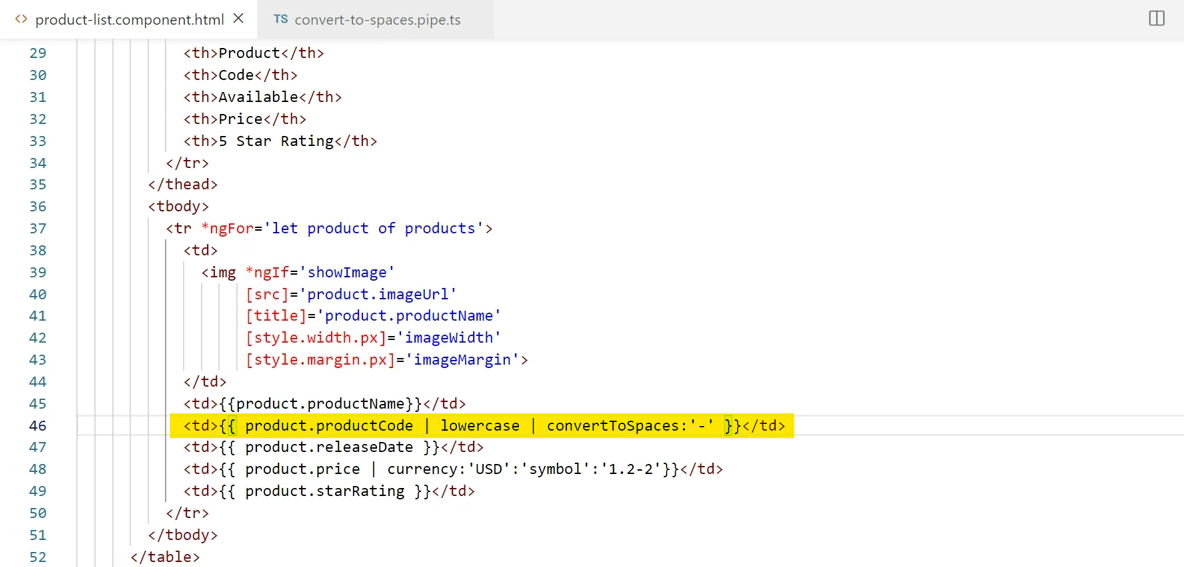 <> product-list.component.html ×
TS convert-to-spaces.pipe.ts
29 <th>Product</th>
30 <th>Code</th>
31 <th>Available</th>
32 <th>Price</th>
33 <th>5 Star Rating</th>
34 </tr>
35 </thead>
36 <tbody>
37 <tr *ngFor='let product of products'>
38 <td>
39 <img *ngIf='showImage'
40 [src]='product.imageUrl'
41 [title]='product.productName'
42 [style.width.px]='imageWidth'
43 [style.margin.px]='imageMargin'>
44 </td>
45 <td>{{product.productName}}</td>
46 <td>{{ product.productCode | lowercase | convertToSpaces:'-' }}</td>
47 <td>{{ product.releaseDate }}</td>
48 <td>{{ product.price | currency:'USD':'symbol':'1.2-2'}}</td>
49 <td>{{ product.starRating }}</td>
50 </tr>
51 </tbody>
52 </table>